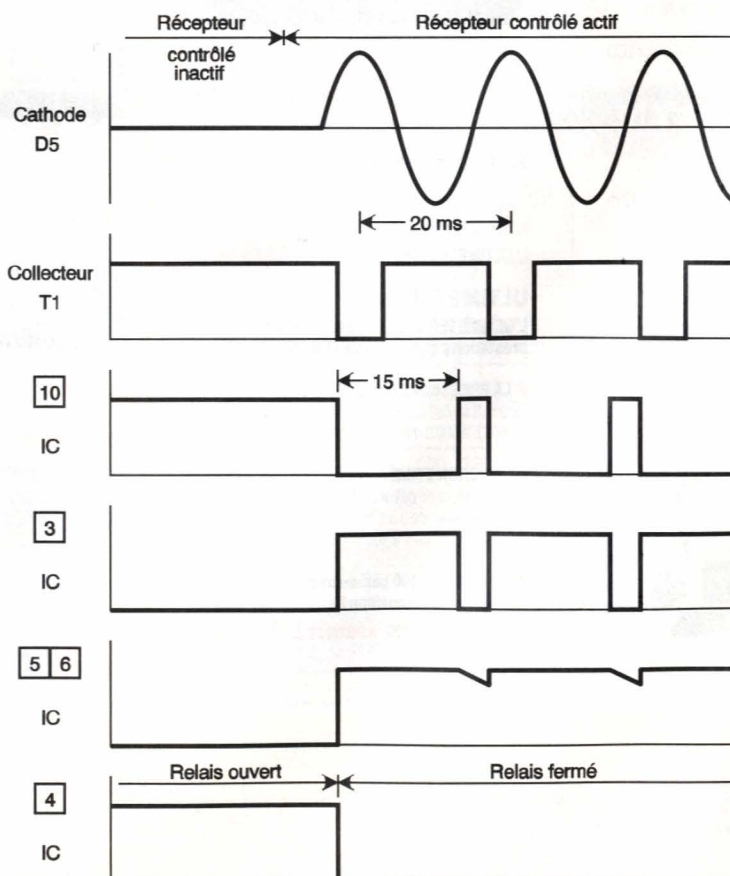 Récepteur
Récepteur contrôlé actif
contrôlé
inactif
Cathode
D5
20 ms
Collecteur
T1
10
15 ms
IC
3
IC
5 6
IC
Relais ouvert
Relais fermé
4
IC